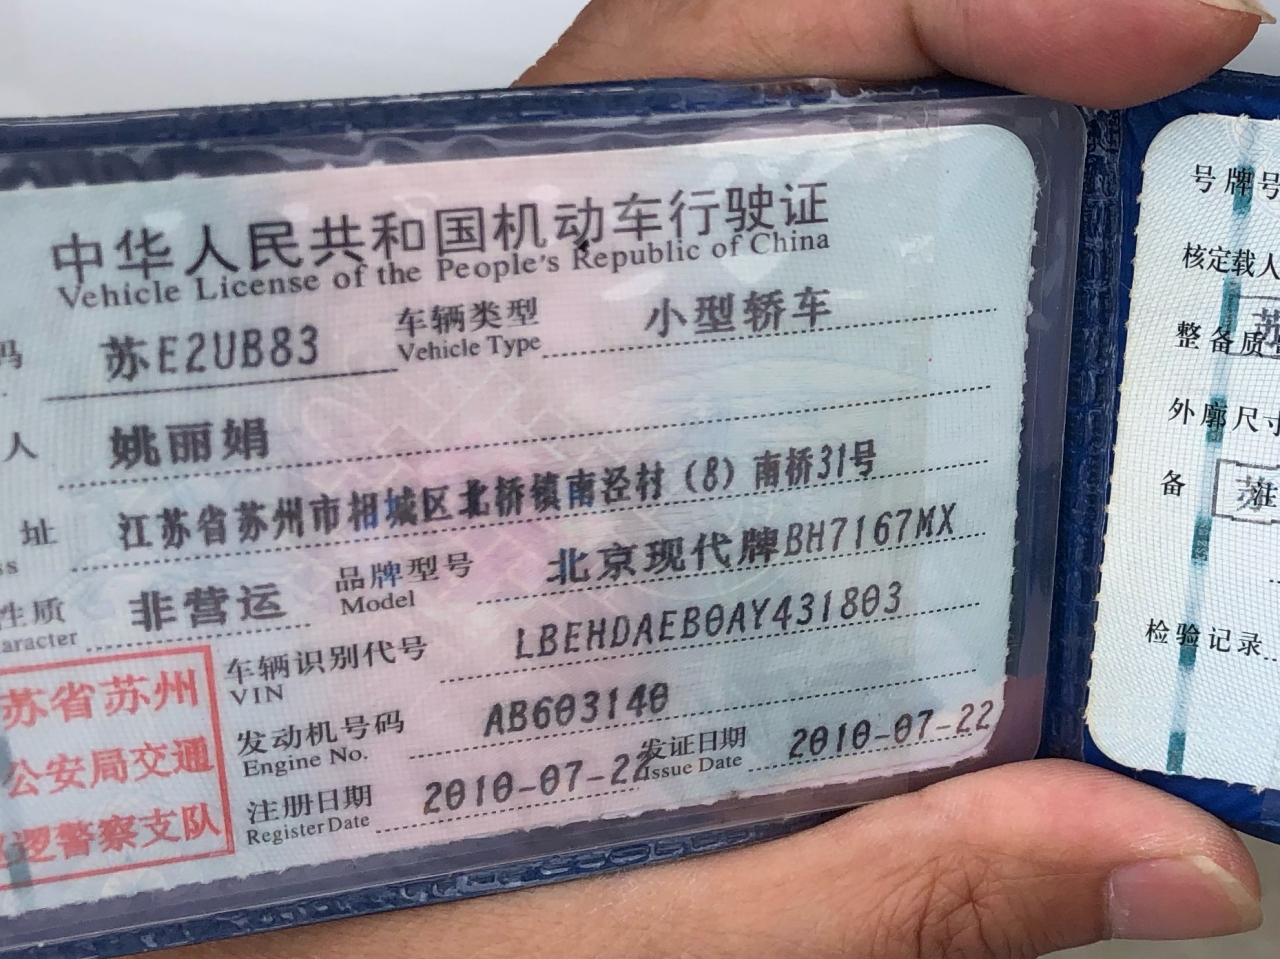 中华人民共和国机动车行驶证
Vehicle License of the People's Republic of China
码 苏E2UB83 车辆类型 Vehicle Type 小型轿车
人 姚丽娟
址 江苏省苏州市相城区北桥镇南泾村（8）南桥31号
性质 非营运 品牌型号 Model 北京现代牌BH7167MX
车辆识别代号 VIN LBEHDAEB0AY431803
发动机号码 Engine No. AB603140
注册日期 Register Date 2010-07-22 发证日期 Issue Date 2010-07-22
苏省苏州
公安局交通
巡逻警察支队
号牌号
核定载人
整备质量
外廓尺寸
备 注
检验记录